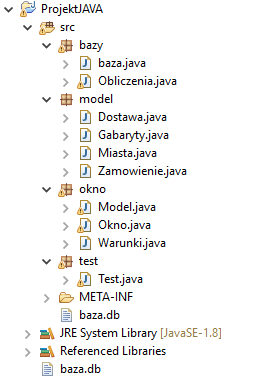 ProjektJAVA
src
bazy
baza.java
Obliczenia.java
model
Dostawa.java
Gabaryty.java
Miasta.java
Zamowienie.java
okno
Model.java
Okno.java
Warunki.java
test
Test.java
META-INF
baza.db
JRE System Library [JavaSE-1.8]
Referenced Libraries
baza.db